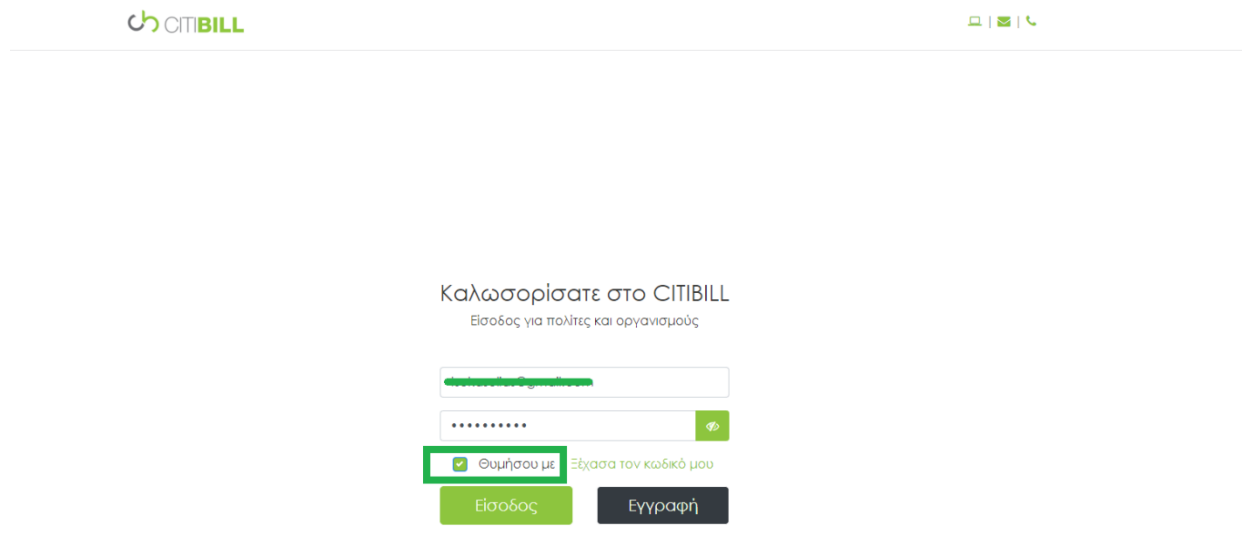 CITIBILL
Καλωσορίσατε στο CITIBILL
Είσοδος για πολίτες και οργανισμούς
Θυμήσου με Ξέχασα τον κωδικό μου
Είσοδος Εγγραφή